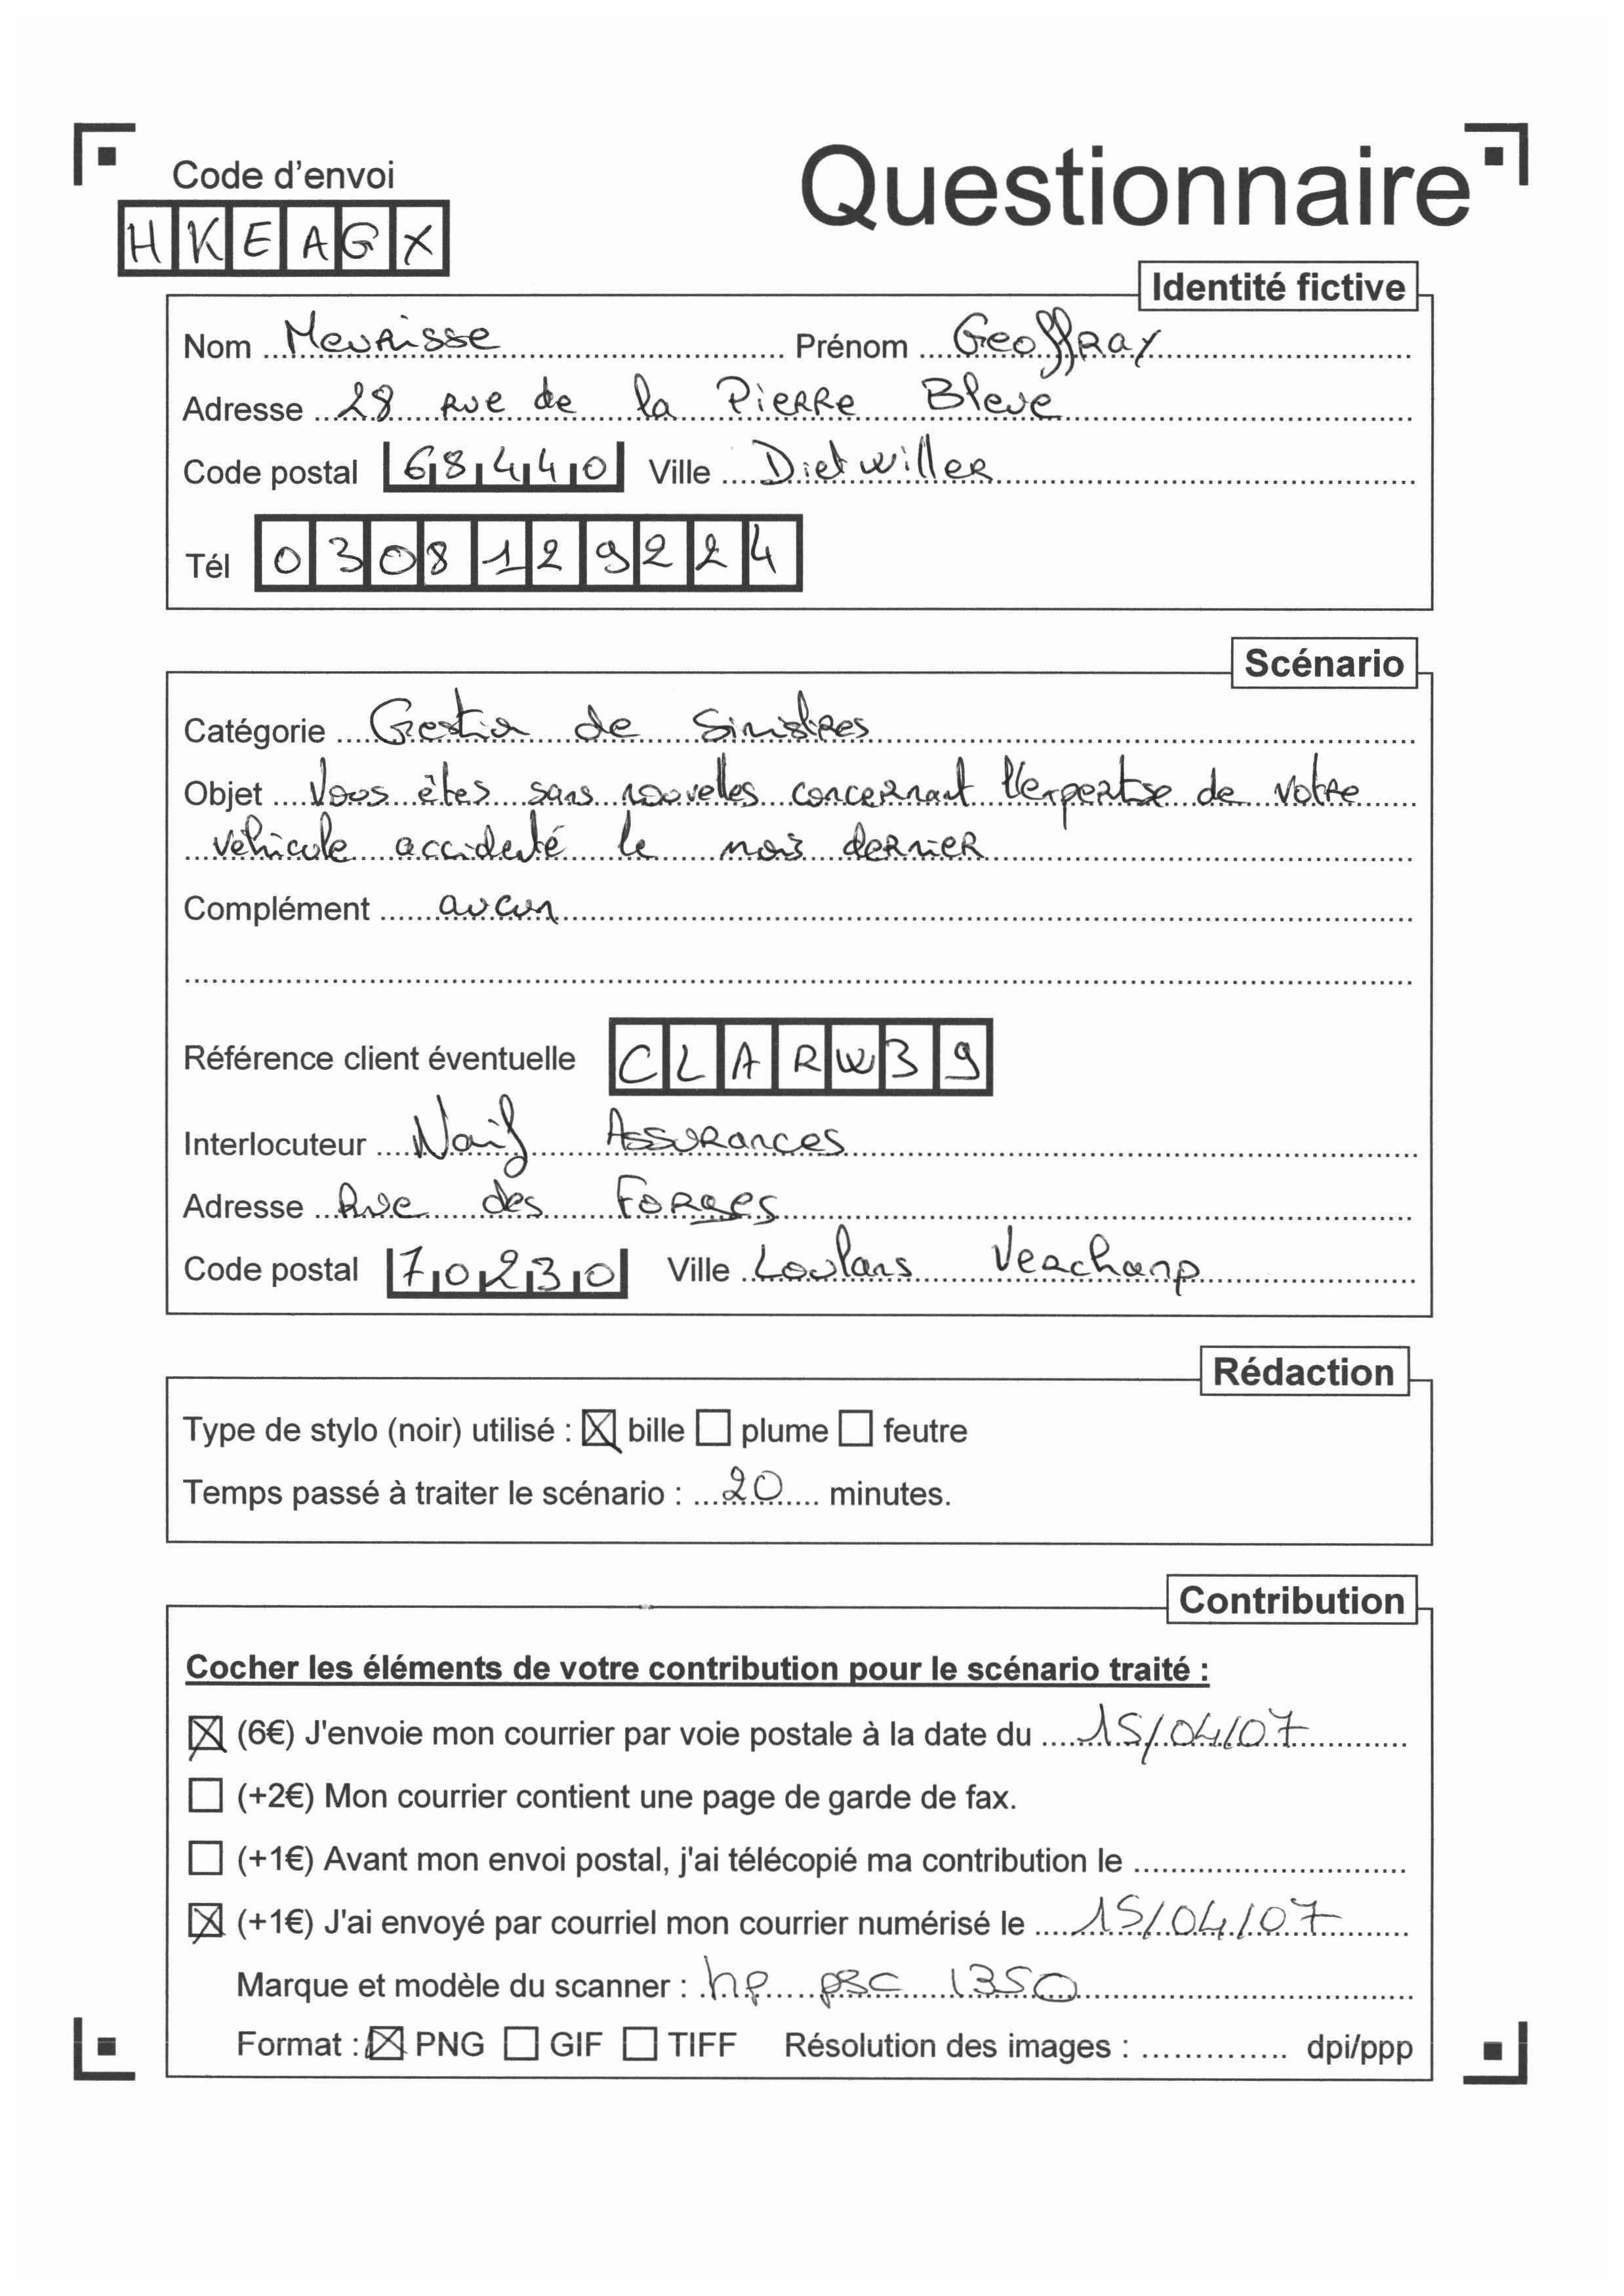 Questionnaire
Code d'envoi
HKEAGX
Identité fictive
Nom Meurisse Prénom Geoffray
Adresse 28 rue de la Pierre Bleue
Code postal 68440 Ville Dietwiller
Tél 0308129224
Scénario
Catégorie Gestion de Sinistres
Objet Vous êtes sans nouvelles concernant l'expertise de votre
véhicule accidenté le mois dernier
Complément aucun
Référence client éventuelle CLARW39
Interlocuteur Naif Assurances
Adresse Rue des Forges
Code postal 70230 Ville Loulans Verchamp
Rédaction
Type de stylo (noir) utilisé : ☒ bille ☐ plume ☐ feutre
Temps passé à traiter le scénario : 20 minutes.
Contribution
Cocher les éléments de votre contribution pour le scénario traité :
☒ (6€) J'envoie mon courrier par voie postale à la date du 15/04/07
☐ (+2€) Mon courrier contient une page de garde de fax.
☐ (+1€) Avant mon envoi postal, j'ai télécopié ma contribution le
☒ (+1€) J'ai envoyé par courriel mon courrier numérisé le 15/04/07
Marque et modèle du scanner : hp psc 1350
Format : ☒ PNG ☐ GIF ☐ TIFF Résolution des images : .............. dpi/ppp